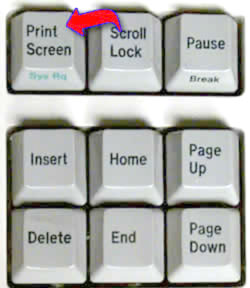 Print Screen
Sys Rq
Scroll Lock
Pause
Break
Insert
Home
Page Up
Delete
End
Page Down